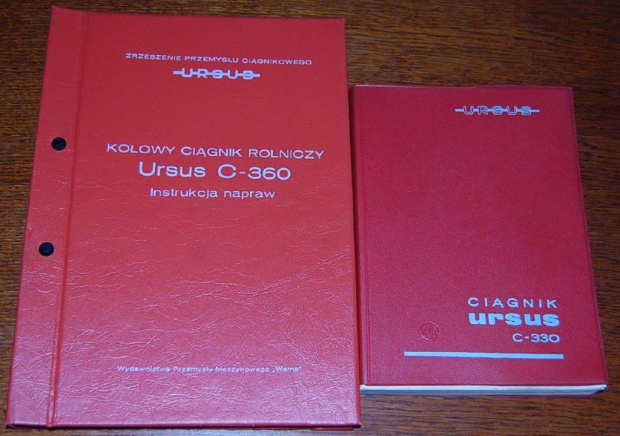 ZRZESZENIE PRZEMYSŁU CIĄGNIKOWEGO
URSUS
KOŁOWY CIĄGNIK ROLNICZY
Ursus C-360
Instrukcja napraw
Wydawnictwa Przemysłu Maszynowego „Wema”
URSUS
CIĄGNIK
ursus
C-330